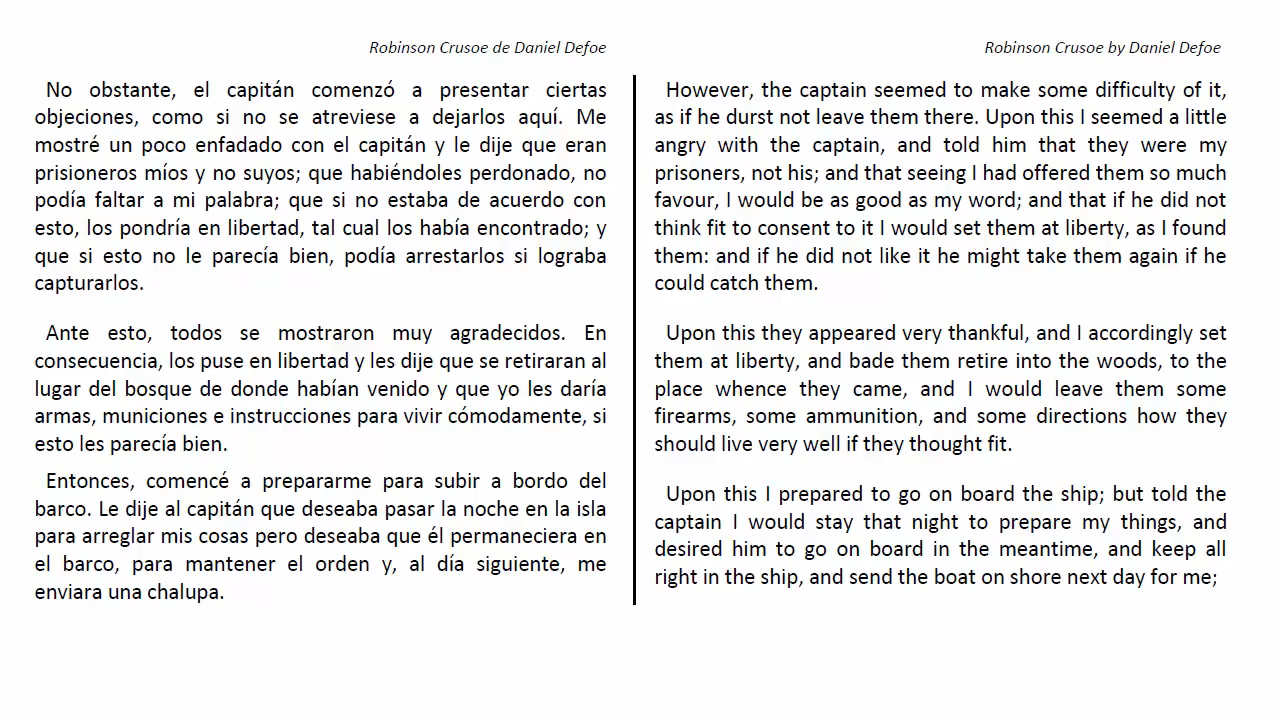 Robinson Crusoe de Daniel Defoe
No obstante, el capitán comenzó a presentar ciertas
objeciones, como si no se atreviese a dejarlos aquí. Me
mostré un poco enfadado con el capitán y le dije que eran
prisioneros míos y no suyos; que habiéndoles perdonado, no
podía faltar a mi palabra; que si no estaba de acuerdo con
esto, los pondría en libertad, tal cual los había encontrado; y
que si esto no le parecía bien, podía arrestarlos si lograba
capturarlos.
Ante esto, todos se mostraron muy agradecidos. En
consecuencia, los puse en libertad y les dije que se retiraran al
lugar del bosque de donde habían venido y que yo les daría
armas, municiones e instrucciones para vivir cómodamente, si
esto les parecía bien.
Entonces, comencé a prepararme para subir a bordo del
barco. Le dije al capitán que deseaba pasar la noche en la isla
para arreglar mis cosas pero deseaba que él permaneciera en
el barco, para mantener el orden y, al día siguiente, me
enviara una chalupa.
Robinson Crusoe by Daniel Defoe
However, the captain seemed to make some difficulty of it,
as if he durst not leave them there. Upon this I seemed a little
angry with the captain, and told him that they were my
prisoners, not his; and that seeing I had offered them so much
favour, I would be as good as my word; and that if he did not
think fit to consent to it I would set them at liberty, as I found
them: and if he did not like it he might take them again if he
could catch them.
Upon this they appeared very thankful, and I accordingly set
them at liberty, and bade them retire into the woods, to the
place whence they came, and I would leave them some
firearms, some ammunition, and some directions how they
should live very well if they thought fit.
Upon this I prepared to go on board the ship; but told the
captain I would stay that night to prepare my things, and
desired him to go on board in the meantime, and keep all
right in the ship, and send the boat on shore next day for me;